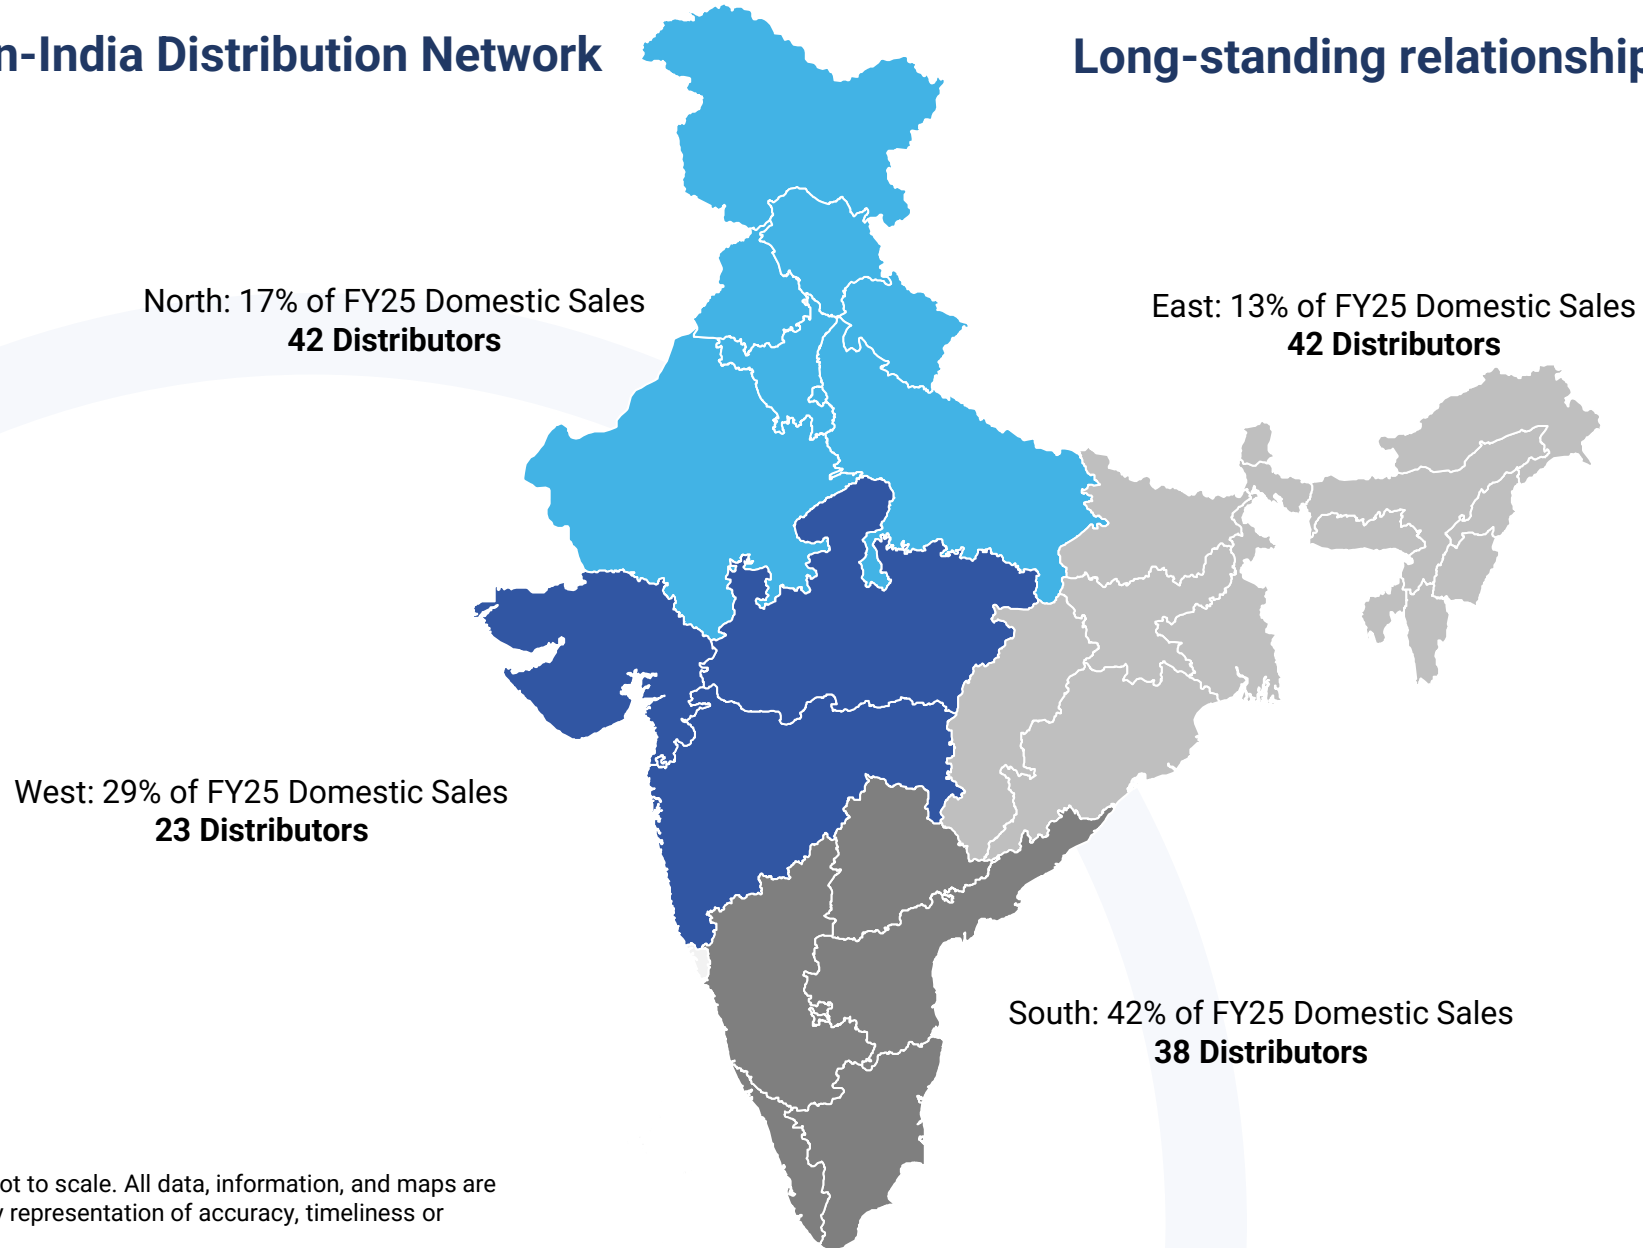 n-India Distribution Network
Long-standing relationship
North: 17% of FY25 Domestic Sales
42 Distributors
East: 13% of FY25 Domestic Sales
42 Distributors
West: 29% of FY25 Domestic Sales
23 Distributors
South: 42% of FY25 Domestic Sales
38 Distributors
ot to scale. All data, information, and maps are
representation of accuracy, timeliness or